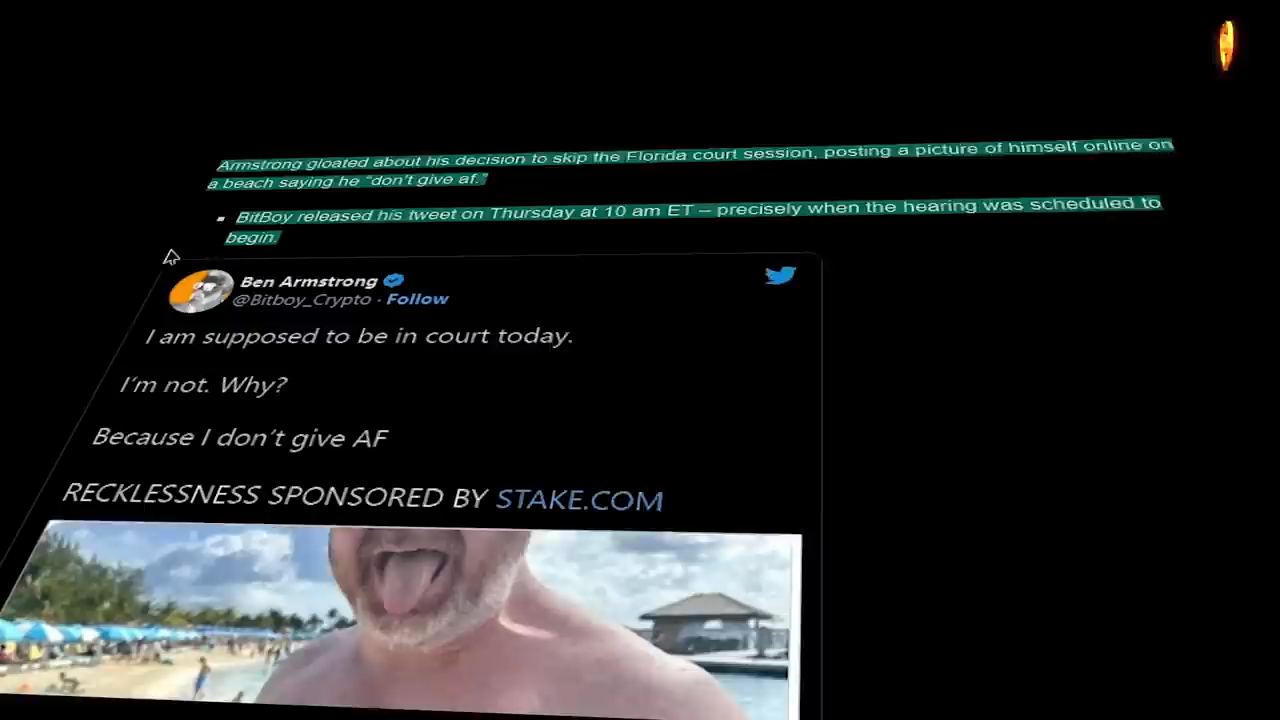 Armstrong gloated about his decision to skip the Florida court session, posting a picture of himself online on
a beach saying he “don’t give af.”
▪ BitBoy released his tweet on Thursday at 10 am ET – precisely when the hearing was scheduled to
begin.
Ben Armstrong
@Bitboy_Crypto · Follow
I am supposed to be in court today.
I’m not. Why?
Because I don’t give AF
RECKLESSNESS SPONSORED BY STAKE.COM